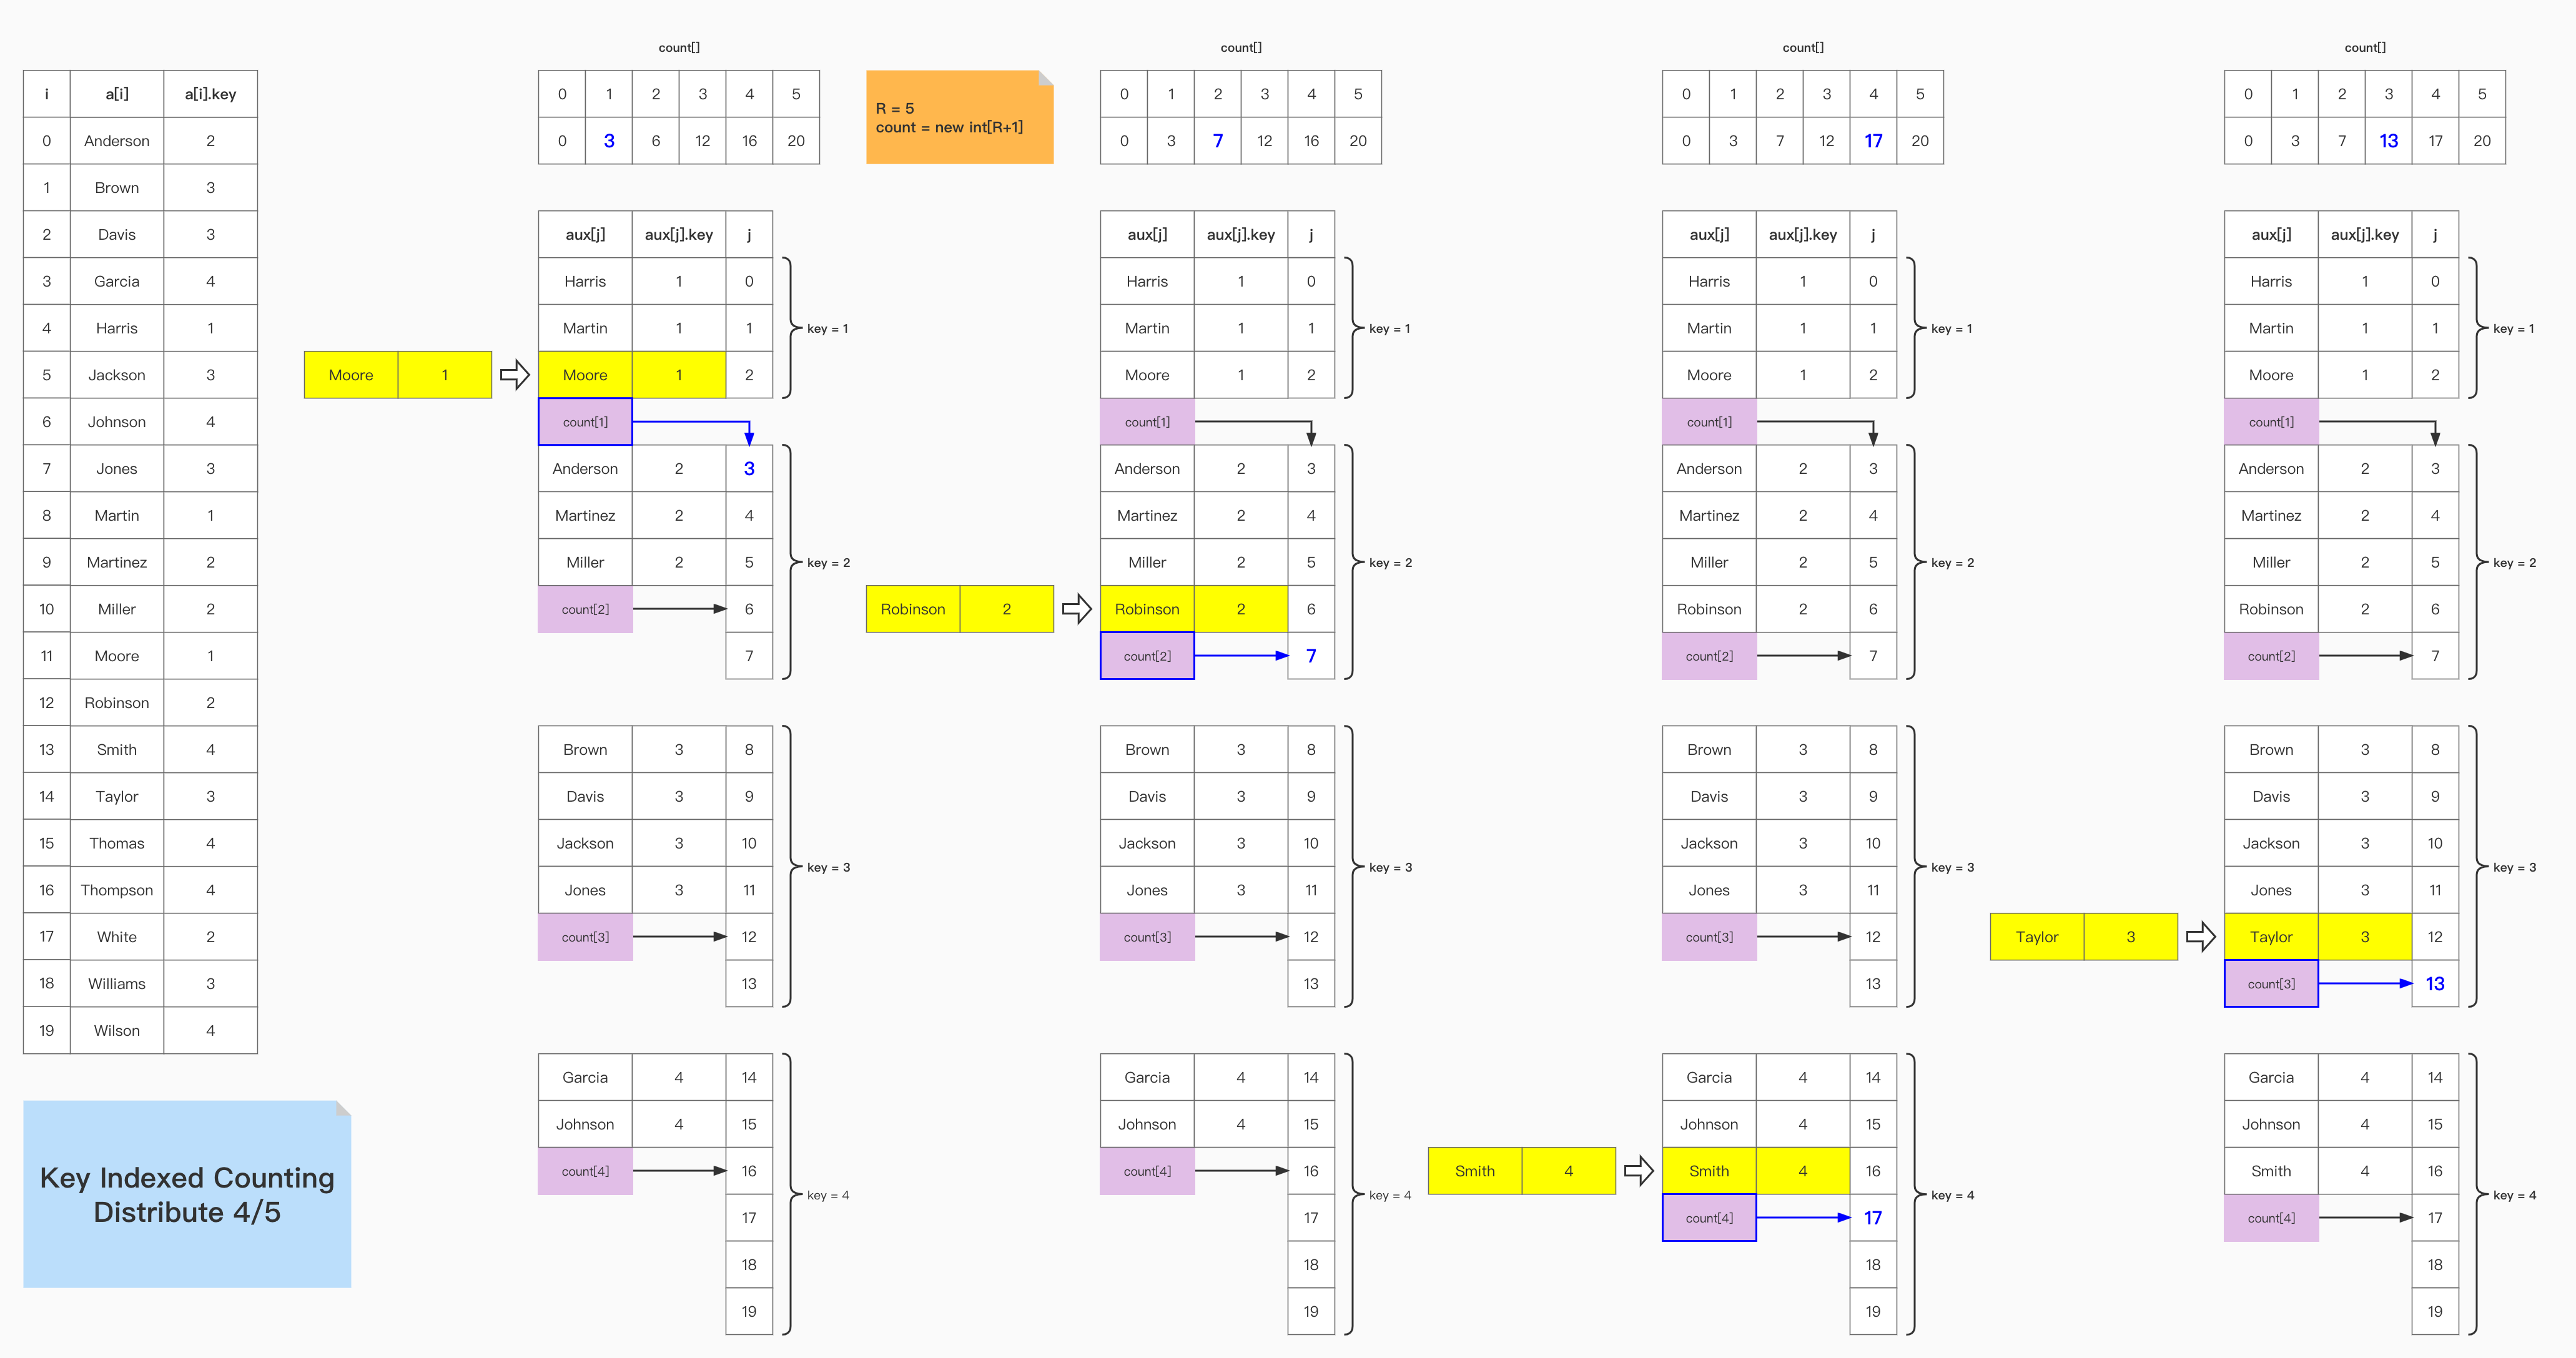 i a[i] a[i].key
0 Anderson 2
1 Brown 3
2 Davis 3
3 Garcia 4
4 Harris 1
5 Jackson 3
6 Johnson 4
7 Jones 3
8 Martin 1
9 Martinez 2
10 Miller 2
11 Moore 1
12 Robinson 2
13 Smith 4
14 Taylor 3
15 Thomas 4
16 Thompson 4
17 White 2
18 Williams 3
19 Wilson 4
Key Indexed Counting
Distribute 4/5
count[]
0 1 2 3 4 5
0 3 6 12 16 20
Moore 1
aux[j] aux[j].key j
Harris 1 0
Martin 1 1
Moore 1 2
key = 1
count[1]
Anderson 2 3
Martinez 2 4
Miller 2 5
count[2] 6
7
key = 2
Brown 3 8
Davis 3 9
Jackson 3 10
Jones 3 11
count[3] 12
13
key = 3
Garcia 4 14
Johnson 4 15
count[4] 16
17
18
19
key = 4
R = 5
count = new int[R+1]
count[]
0 1 2 3 4 5
0 3 7 12 16 20
Robinson 2
aux[j] aux[j].key j
Harris 1 0
Martin 1 1
Moore 1 2
key = 1
count[1]
Anderson 2 3
Martinez 2 4
Miller 2 5
Robinson 2 6
count[2] 7
key = 2
Brown 3 8
Davis 3 9
Jackson 3 10
Jones 3 11
count[3] 12
13
key = 3
Garcia 4 14
Johnson 4 15
count[4] 16
17
18
19
key = 4
count[]
0 1 2 3 4 5
0 3 7 12 17 20
Smith 4
aux[j] aux[j].key j
Harris 1 0
Martin 1 1
Moore 1 2
key = 1
count[1]
Anderson 2 3
Martinez 2 4
Miller 2 5
Robinson 2 6
count[2] 7
key = 2
Brown 3 8
Davis 3 9
Jackson 3 10
Jones 3 11
count[3] 12
13
key = 3
Garcia 4 14
Johnson 4 15
Smith 4 16
count[4] 17
18
19
key = 4
count[]
0 1 2 3 4 5
0 3 7 13 17 20
Taylor 3
aux[j] aux[j].key j
Harris 1 0
Martin 1 1
Moore 1 2
key = 1
count[1]
Anderson 2 3
Martinez 2 4
Miller 2 5
Robinson 2 6
count[2] 7
key = 2
Brown 3 8
Davis 3 9
Jackson 3 10
Jones 3 11
Taylor 3 12
count[3] 13
key = 3
Garcia 4 14
Johnson 4 15
Smith 4 16
count[4] 17
18
19
key = 4